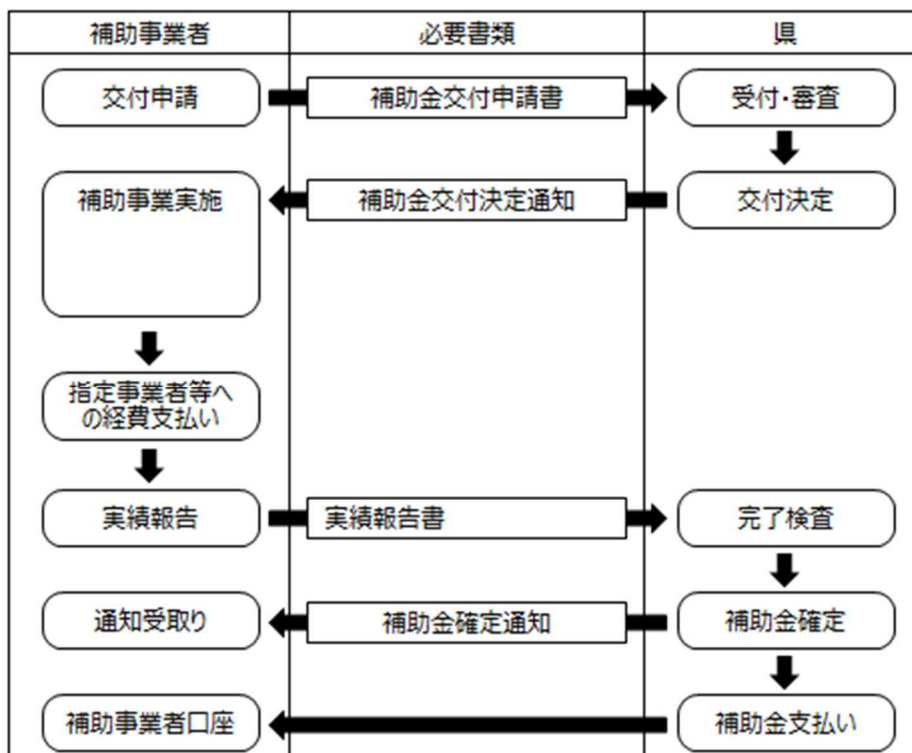 補助事業者
必要書類
県
交付申請
補助金交付申請書
受付・審査
補助事業実施
補助金交付決定通知
交付決定
指定事業者等へ
の経費支払い
実績報告
実績報告書
完了検査
通知受取り
補助金確定通知
補助金確定
補助事業者口座
補助金支払い